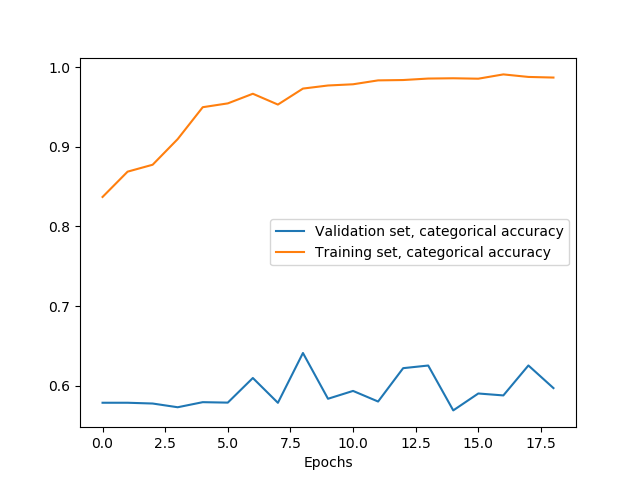 1.0
0.9
0.8
0.7
0.6
Validation set, categorical accuracy
Training set, categorical accuracy
0.0 2.5 5.0 7.5 10.0 12.5 15.0 17.5
Epochs